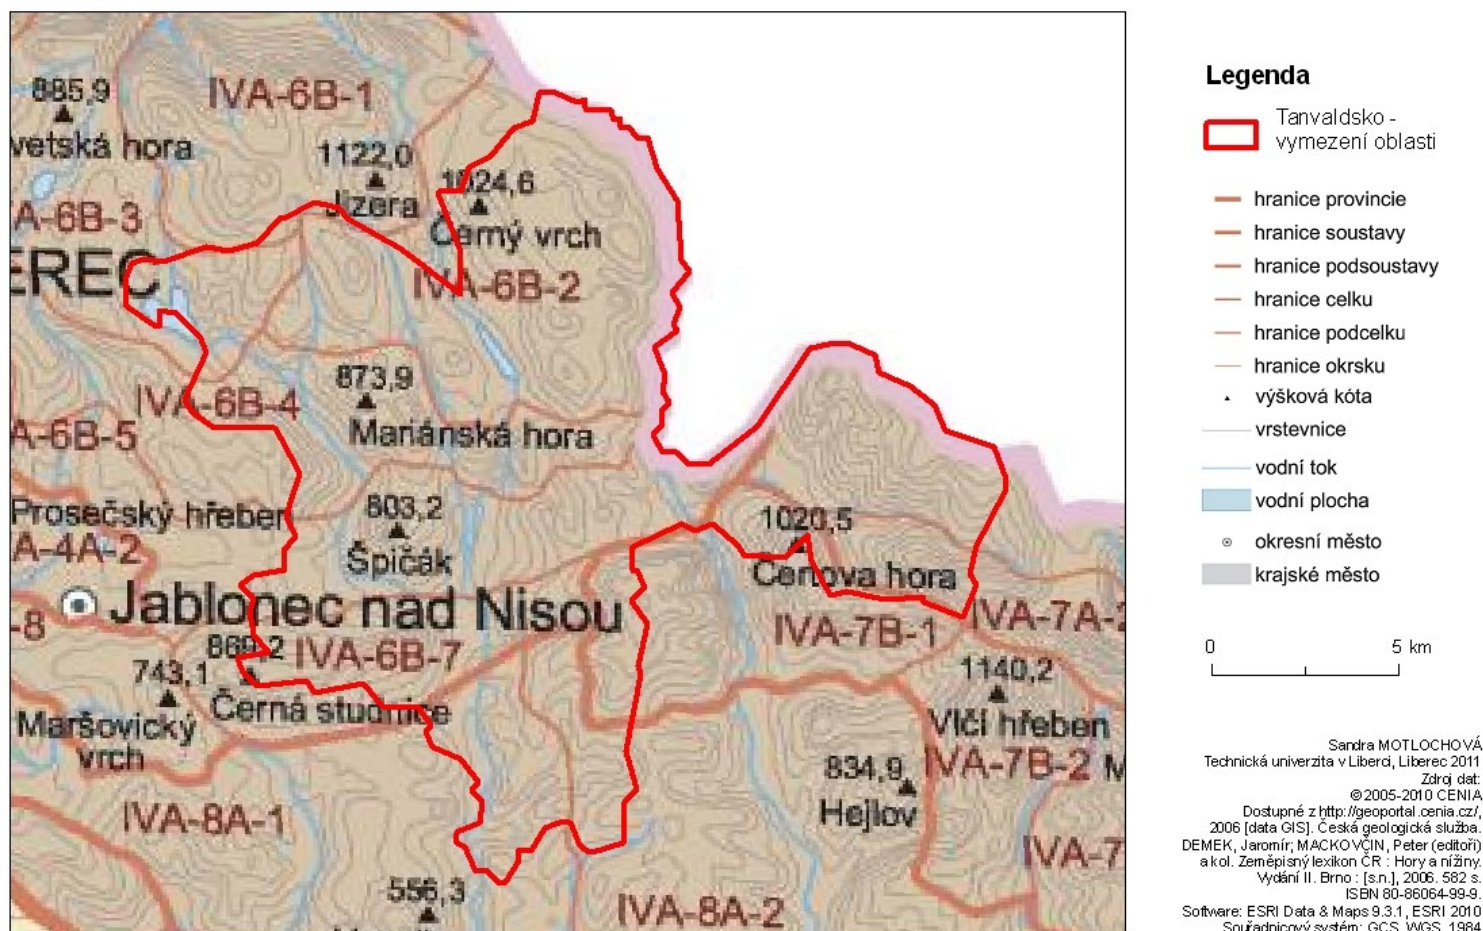 885,9
vetská hora
IVA-6B-1
1122,0
Jizera
1024,6
Černý vrch
A-6B-3
EREC
IVA-6B-2
873,9
IVA-6B-4
Mariánská hora
A-6B-5
Prosečský hřeben
803,2
Špičák
1020,5
Čertova hora
A-4A-2
Jablonec nad Nisou
-8
869,2
IVA-6B-7
IVA-7B-1
IVA-7A-2
743,1
Černá studnice
1140,2
Maršovický
vrch
Vlčí hřeben
IVA-7B-2
834,9
Hejlov
IVA-8A-1
IVA-7
556,3
IVA-8A-2
Legenda
Tanvaldsko -
vymezení oblasti
hranice provincie
hranice soustavy
hranice podsoustavy
hranice celku
hranice podcelku
hranice okrsku
výšková kóta
vrstevnice
vodní tok
vodní plocha
okresní město
krajské město
0 5 km
Sandra MOTLOCHOVÁ
Technická univerzita v Liberci, Liberec 2011
Zdroj dat:
©2005-2010 CENIA
Dostupné z http://geoportal.cenia.cz/,
2006 [data GIS]. Česká geologická služba.
DEMEK, Jaromír; MACKOVČIN, Peter (editoři)
a kol. Zeměpisný lexikon ČR : Hory a nížiny.
Vydání II. Brno : [s.n.], 2006. 582 s.
ISBN 80-86064-99-9.
Software: ESRI Data & Maps 9.3.1, ESRI 2010
Souřadnicový systém: GCS_WGS_1984